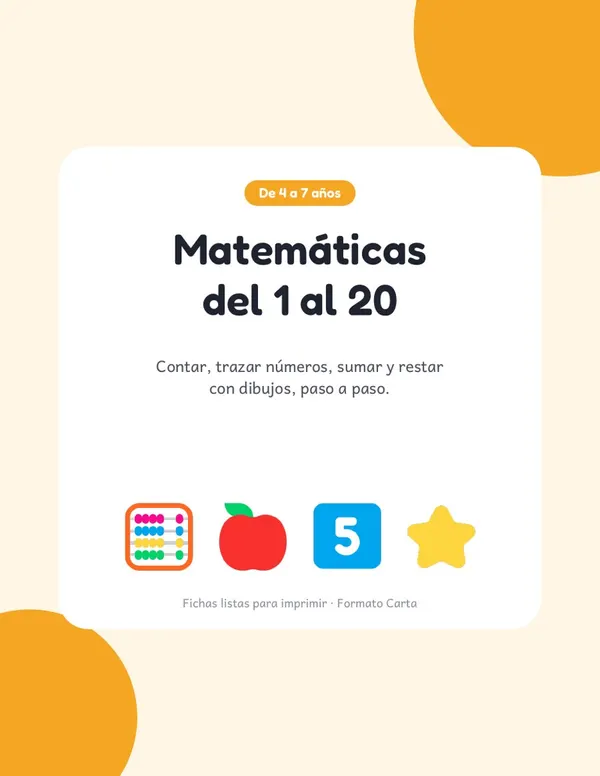 De 4 a 7 años
Matemáticas
del 1 al 20
Contar, trazar números, sumar y restar
con dibujos, paso a paso.
5
Fichas listas para imprimir · Formato Carta